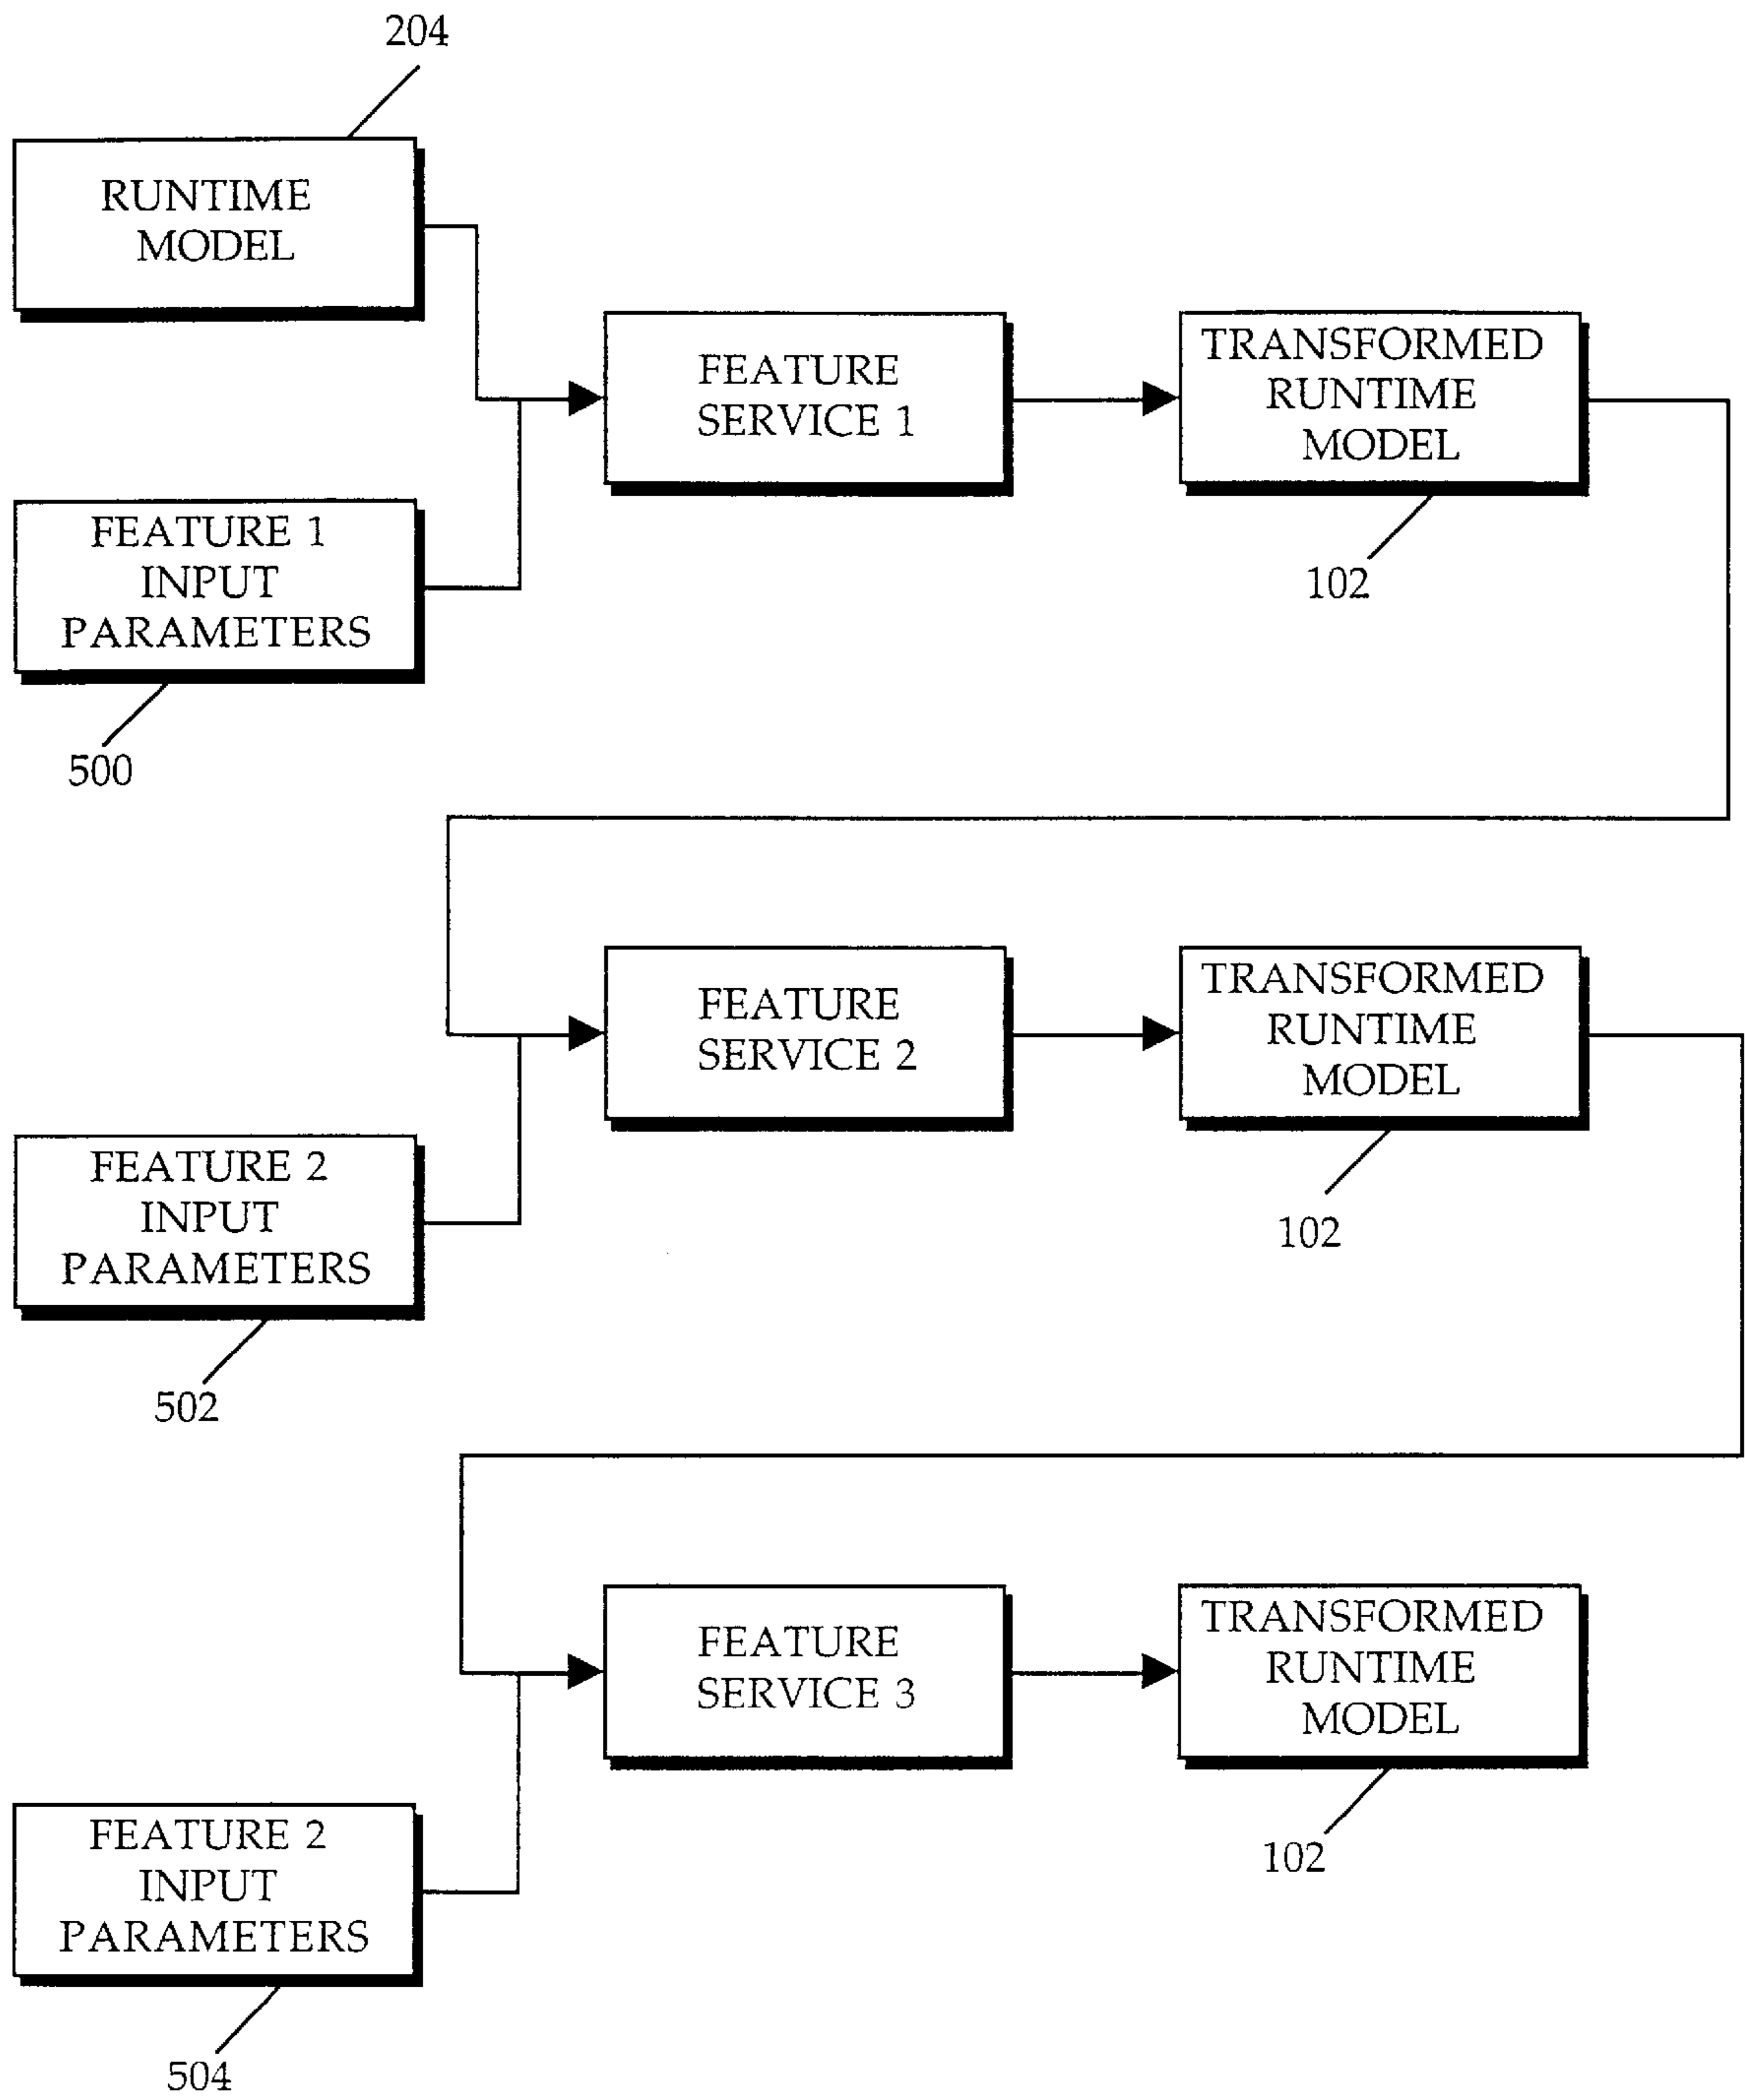 204
RUNTIME
MODEL
FEATURE
SERVICE 1
TRANSFORMED
RUNTIME
MODEL
102
FEATURE 1
INPUT
PARAMETERS
500
FEATURE
SERVICE 2
TRANSFORMED
RUNTIME
MODEL
102
FEATURE 2
INPUT
PARAMETERS
502
FEATURE
SERVICE 3
TRANSFORMED
RUNTIME
MODEL
102
FEATURE 2
INPUT
PARAMETERS
504